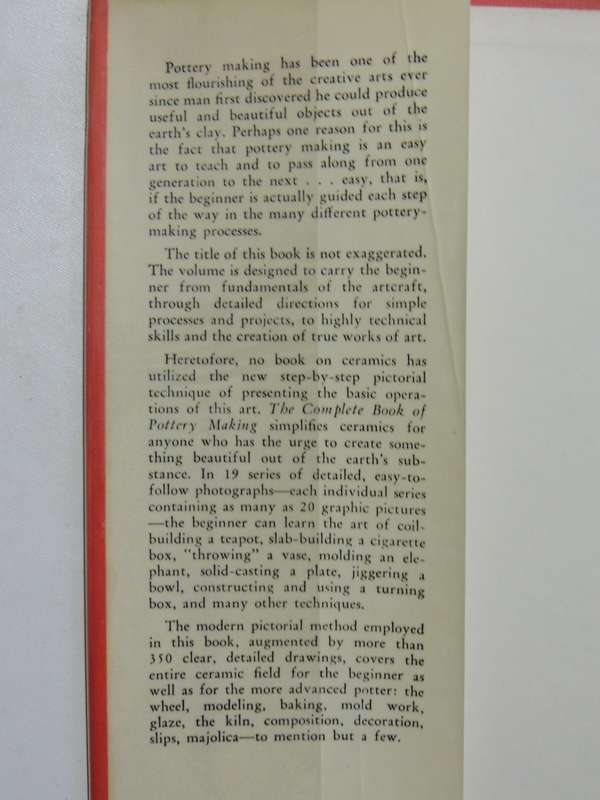 Pottery making has been one of the
most flourishing of the creative arts ever
since man first discovered he could produce
useful and beautiful objects out of the
earth's clay. Perhaps one reason for this is
the fact that pottery making is an easy
art to teach and to pass along from one
generation to the next . . . easy, that is,
if the beginner is actually guided each step
of the way in the many different pottery-
making processes.
The title of this book is not exaggerated.
The volume is designed to carry the begin-
ner from fundamentals of the artcraft,
through detailed directions for simple
processes and projects, to highly technical
skills and the creation of true works of art.
Heretofore, no book on ceramics has
utilized the new step-by-step pictorial
technique of presenting the basic opera-
tions of this art. The Complete Book of
Pottery Making simplifies ceramics for
anyone who has the urge to create some-
thing beautiful out of the earth's sub-
stance. In 19 series of detailed, easy-to-
follow photographs—each individual series
containing as many as 20 graphic pictures
—the beginner can learn the art of coil-
building a teapot, slab-building a cigarette
box, "throwing" a vase, molding an ele-
phant, solid-casting a plate, jiggering a
bowl, constructing and using a turning
box, and many other techniques.
The modern pictorial method employed
in this book, augmented by more than
350 clear, detailed drawings, covers the
entire ceramic field for the beginner as
well as for the more advanced potter: the
wheel, modeling, baking, mold work,
glaze, the kiln, composition, decoration,
slips, majolica—to mention but a few.